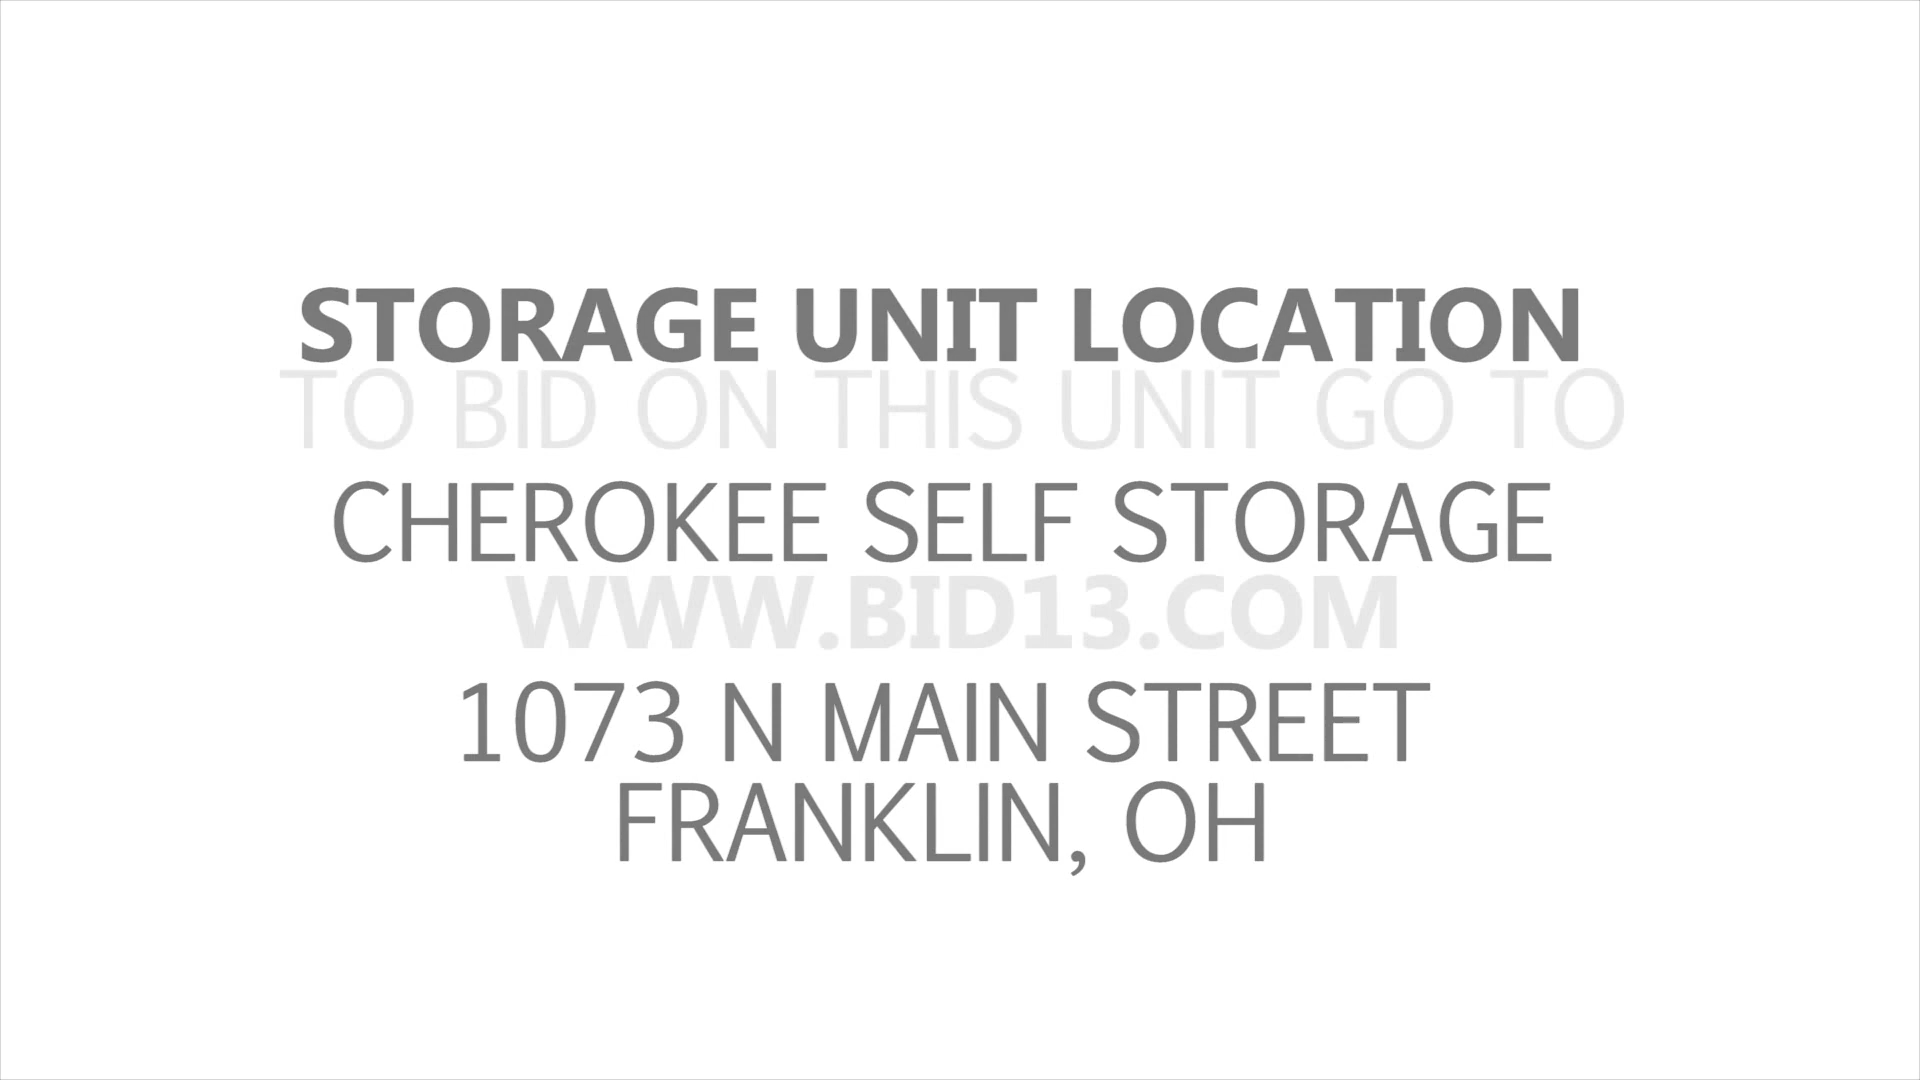 STORAGE UNIT LOCATION
TO BID ON THIS UNIT GO TO
CHEROKEE SELF STORAGE
WWW.BID13.COM
1073 N MAIN STREET
FRANKLIN, OH